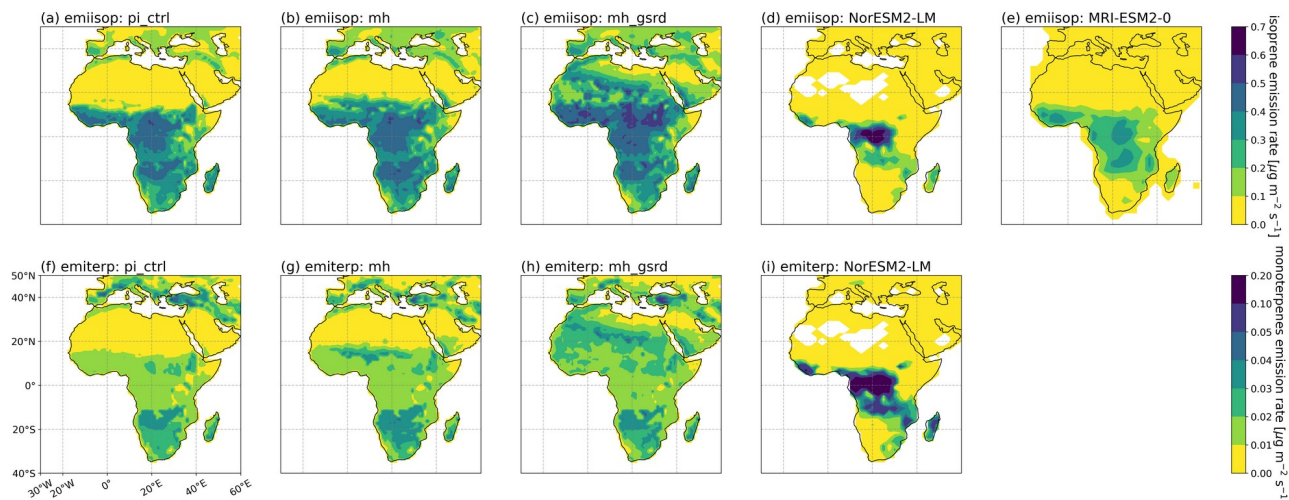 (a) emiisop: pi_ctrl
(b) emiisop: mh
(c) emiisop: mh_gsrd
(d) emiisop: NorESM2-LM
(e) emiisop: MRI-ESM2-0
0.7
0.6
0.5
0.4
0.3
0.2
0.1
0.0
isoprene emission rate [μg m⁻² s⁻¹]
(f) emiterp: pi_ctrl
(g) emiterp: mh
(h) emiterp: mh_gsrd
(i) emiterp: NorESM2-LM
50°N
40°N
20°N
0°
20°S
40°S
30°W
20°W
0°
20°E
40°E
60°E
0.20
0.10
0.05
0.04
0.03
0.02
0.01
0.00
monoterpenes emission rate [μg m⁻² s⁻¹]